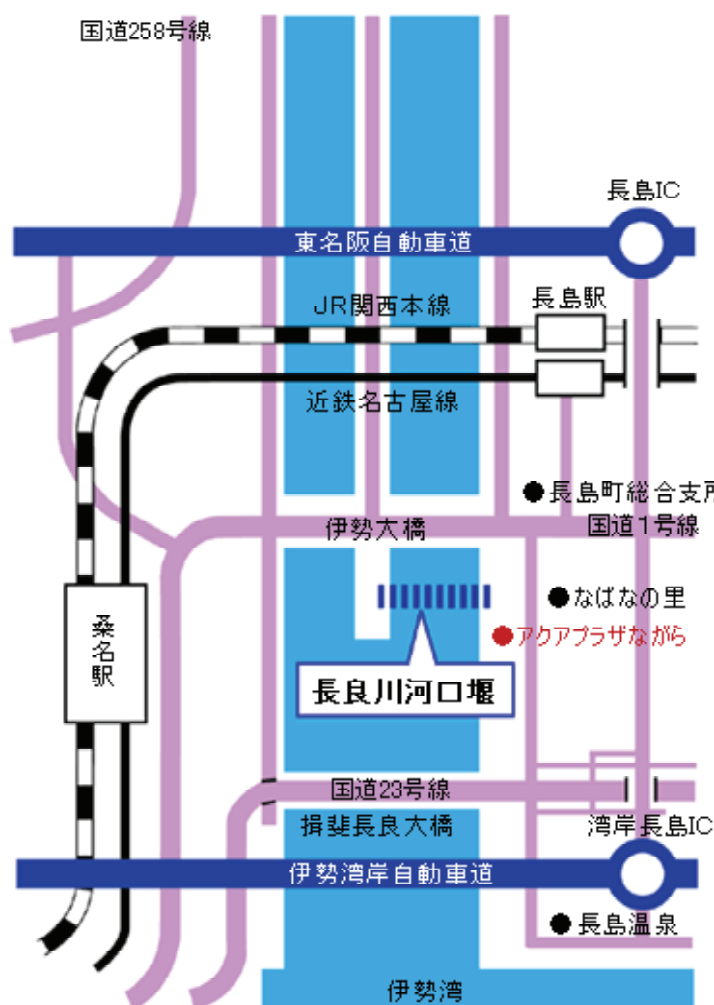 国道258号線
長島IC
東名阪自動車道
JR関西本線
長島駅
近鉄名古屋線
●長島町総合支所
伊勢大橋
国道1号線
●なばなの里
桑名駅
●アクアプラザながら
長良川河口堰
国道23号線
揖斐長良大橋
湾岸長島IC
伊勢湾岸自動車道
●長島温泉
伊勢湾